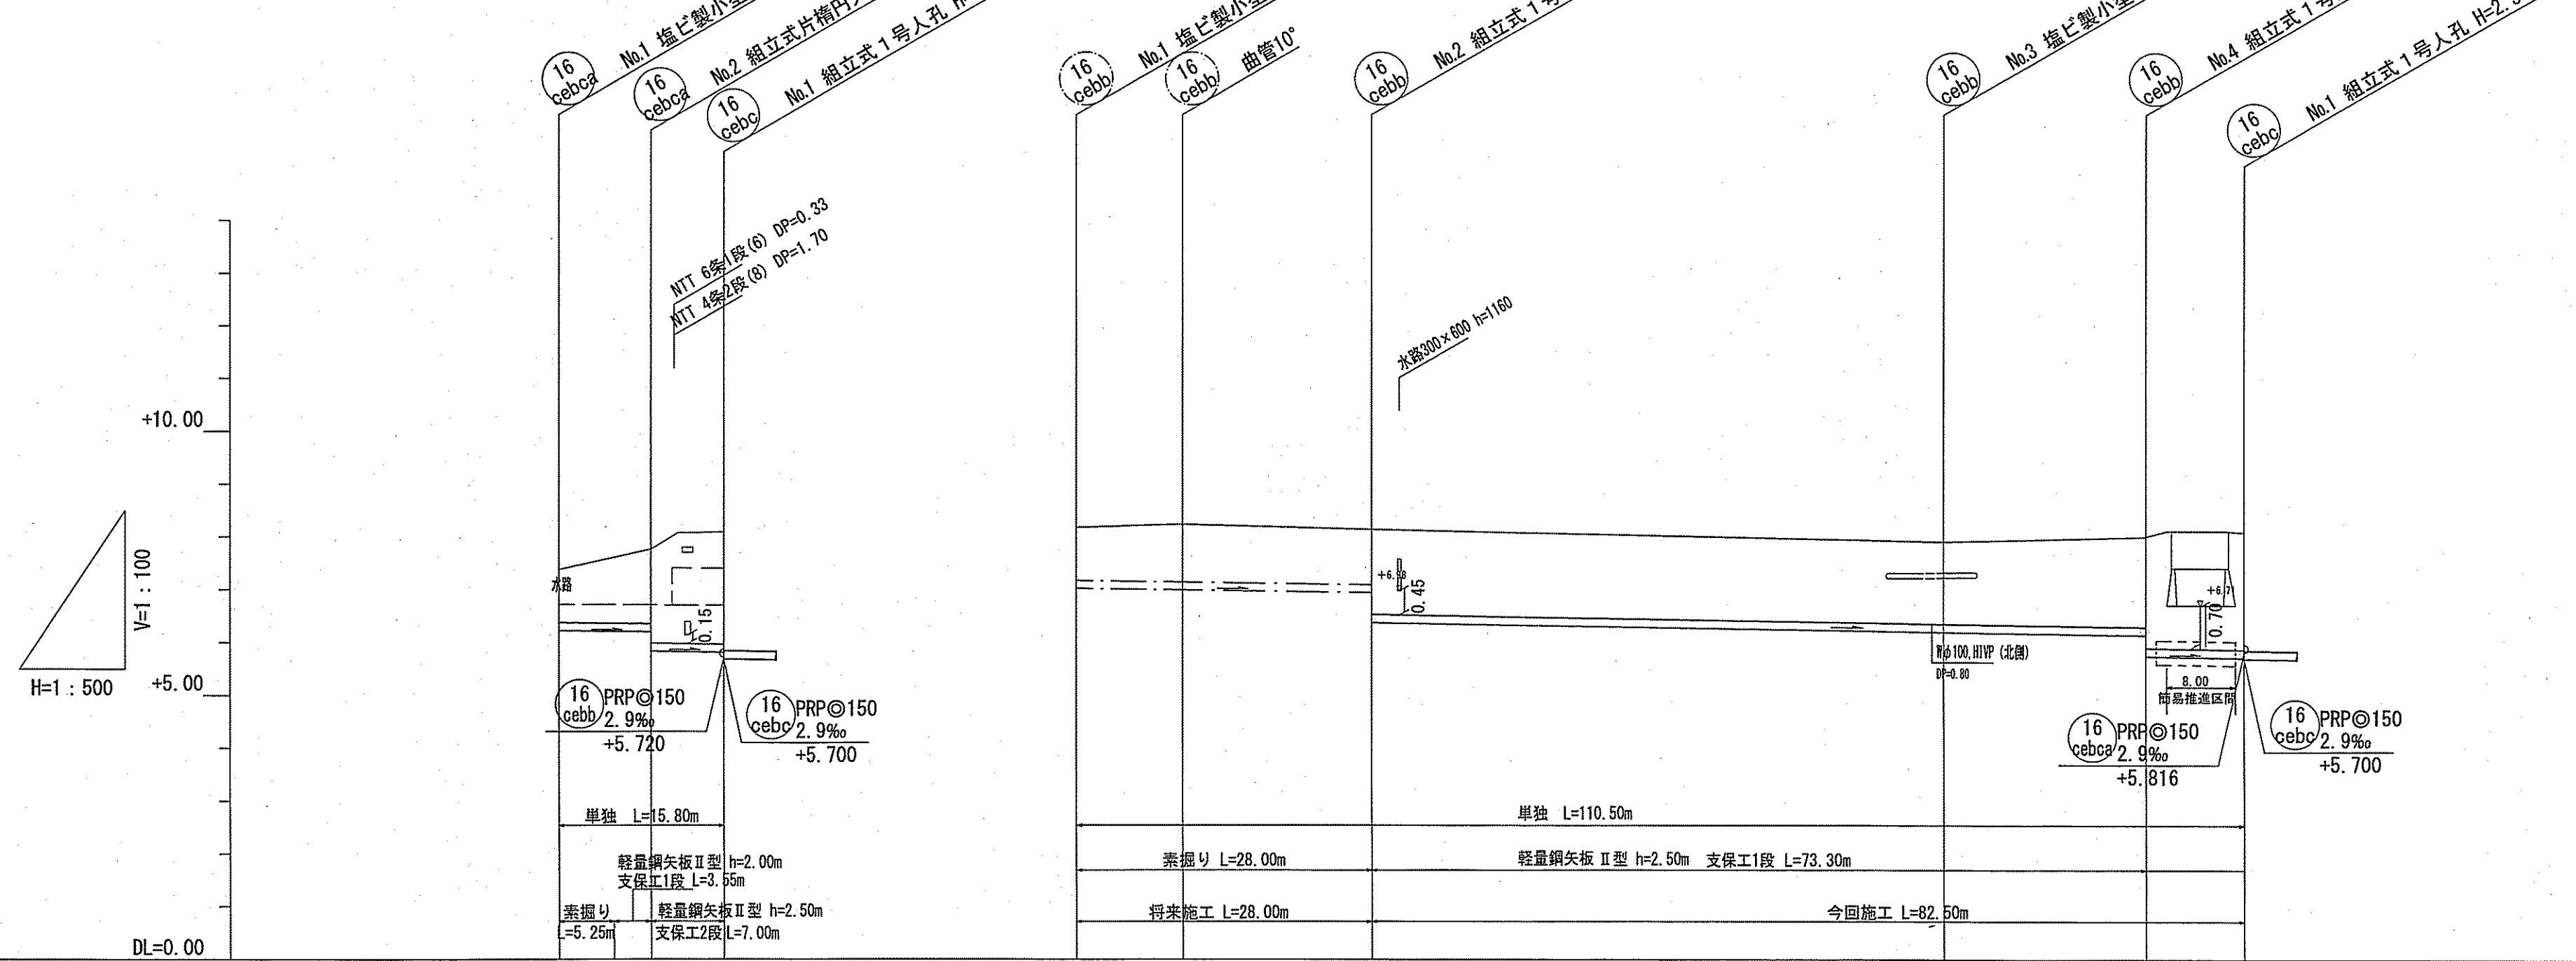 16
cebca
No.1 塩ビ製小型
16
cebca
No.2 組立式片楕円
16
cebc
No.1 組立式1号人孔
16
cebb
No.1 塩ビ製小型
16
cebb
曲管10°
16
cebb
No.2 組立式1号
16
cebb
No.3 塩ビ製小型
16
cebb
No.4 組立式1号
16
cebc
No.1 組立式1号人孔 H=2.
NTT 6条1段(6) DP=0.33
NTT 4条2段(8) DP=1.70
水路300×600 h=1160
+10.00
+5.00
DL=0.00
V=1:100
H=1:500
水路
0.15
0.45
Wφ100,HIVP (北側)
DP=0.80
0.70
8.00
簡易推進区間
16
cebb
PRP◎150
2.9‰
+5.720
16
cebc
PRP◎150
2.9‰
+5.700
16
cebca
PRP◎150
2.9‰
+5.816
16
cebc
PRP◎150
2.9‰
+5.700
単独 L=15.80m
単独 L=110.50m
軽量鋼矢板Ⅱ型 h=2.00m
支保工1段 L=3.55m
素掘り L=28.00m
軽量鋼矢板Ⅱ型 h=2.50m 支保工1段 L=73.30m
素掘り
L=5.25m
軽量鋼矢板Ⅱ型 h=2.50m
支保工2段 L=7.00m
将来施工 L=28.00m
今回施工 L=82.50m